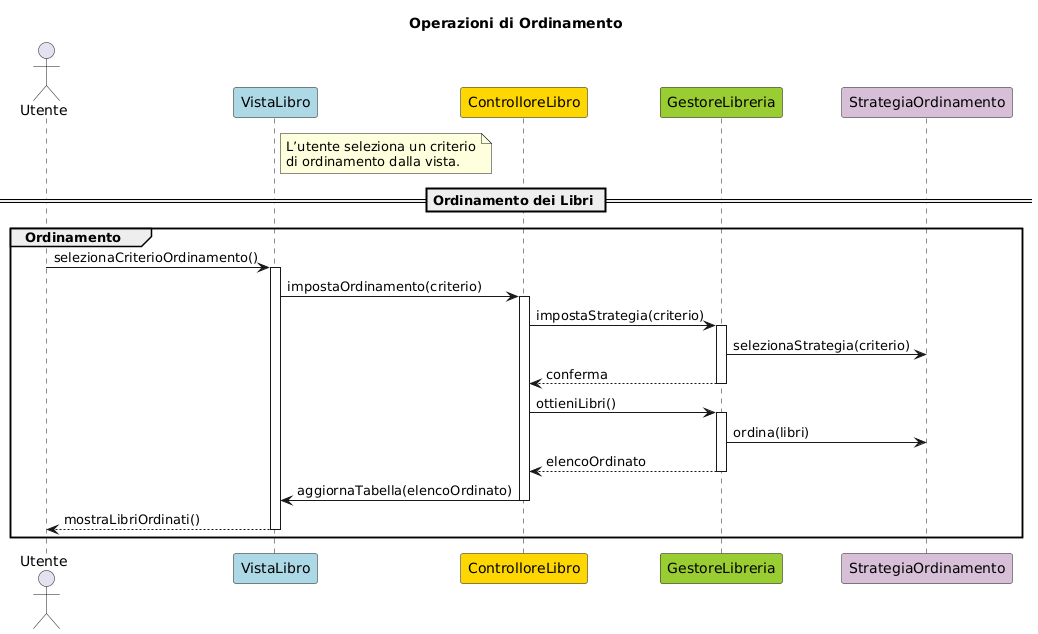 Operazioni di Ordinamento
Utente
VistaLibro
ControlloreLibro
GestoreLibreria
StrategiaOrdinamento
L'utente seleziona un criterio
di ordinamento dalla vista.
Ordinamento dei Libri
Ordinamento
selezionaCriterioOrdinamento()
impostaOrdinamento(criterio)
impostaStrategia(criterio)
selezionaStrategia(criterio)
conferma
ottieniLibri()
ordina(libri)
elencoOrdinato
aggiornaTabella(elencoOrdinato)
mostraLibriOrdinati()
Utente
VistaLibro
ControlloreLibro
GestoreLibreria
StrategiaOrdinamento